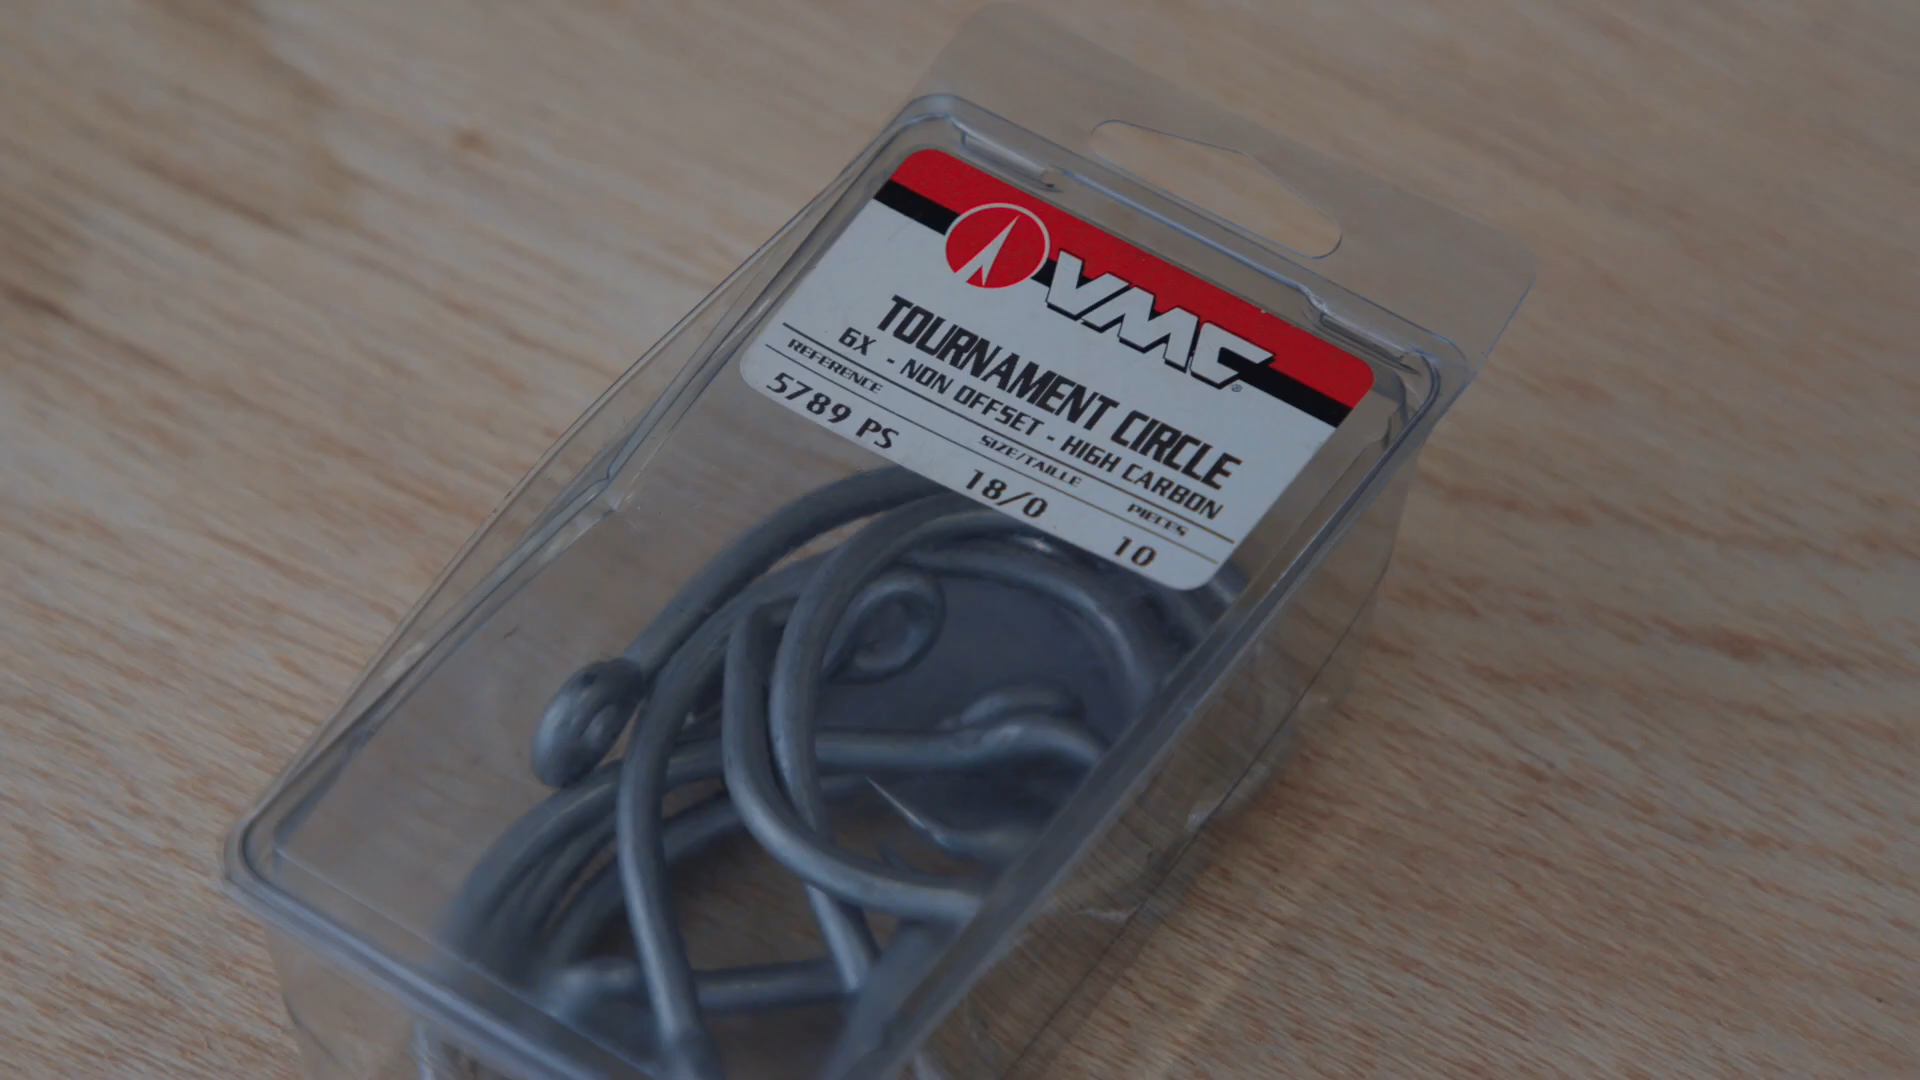 VMC®
TOURNAMENT CIRCLE
6X - NON OFFSET - HIGH CARBON
REFERENCE SIZE/TAILLE PIECES
5789 PS 18/0 10